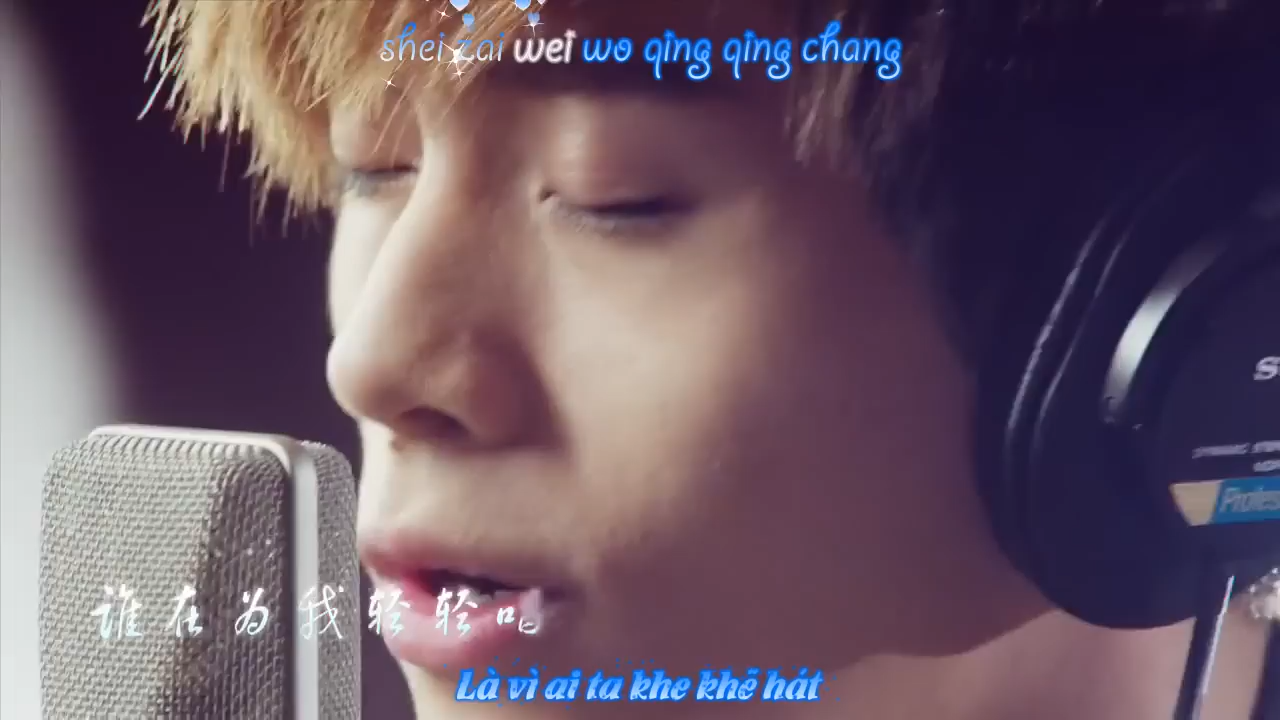 shei zai wei wo qing qing chang
谁在为我轻轻唱
Là vì ai ta khe khẽ hát